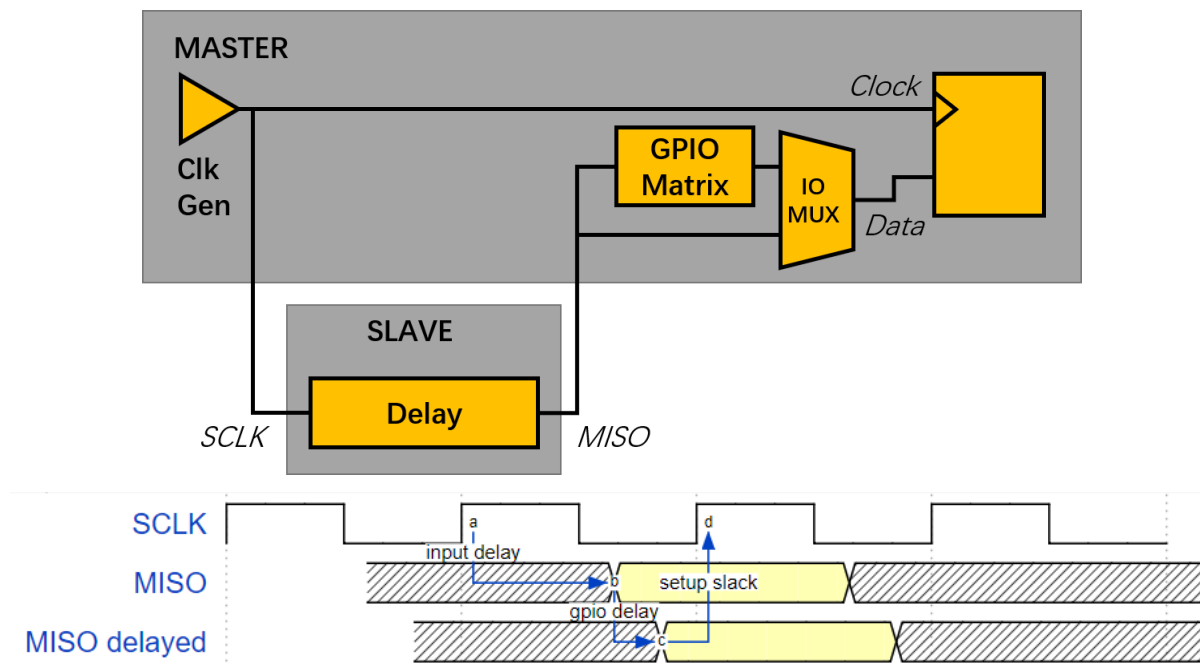 MASTER
Clk
Gen
Clock
GPIO
Matrix
IO
MUX
Data
SLAVE
Delay
SCLK
MISO
SCLK
a
d
input delay
MISO
b
setup slack
gpio delay
MISO delayed
c